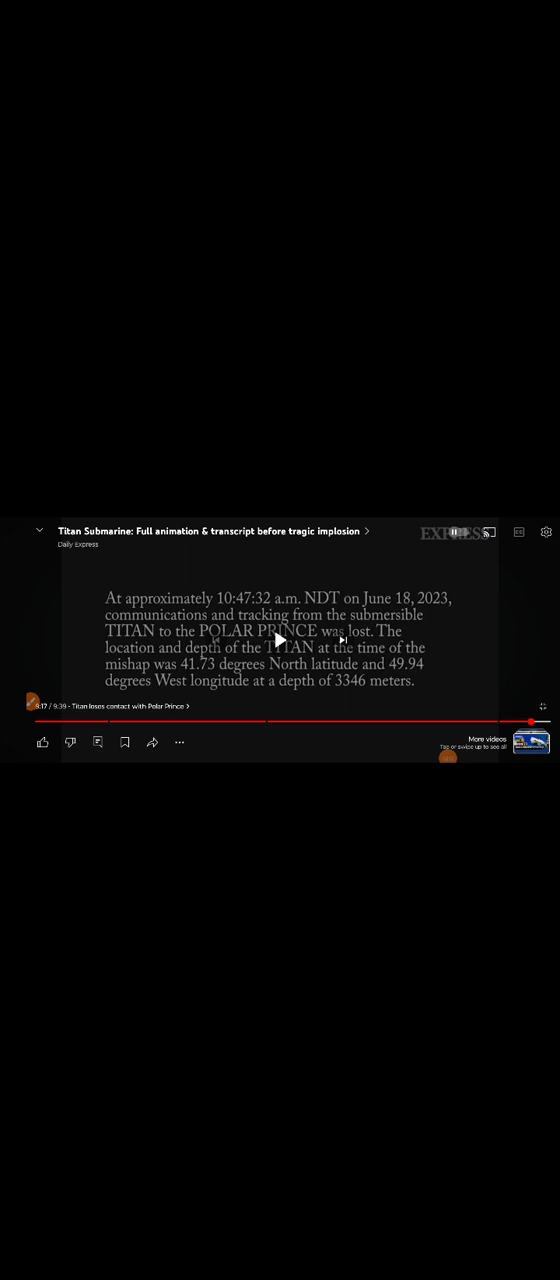 Titan Submarine: Full animation & transcript before tragic implosion
EXPRESS
Daily Express
At approximately 10:47:32 a.m. NDT on June 18, 2023,
communications and tracking from the submersible
TITAN to the POLAR PRINCE was lost. The
location and depth of the TITAN at the time of the
mishap was 41.73 degrees North latitude and 49.94
degrees West longitude at a depth of 3346 meters.
9:17 / 9:39 · Titan loses contact with Polar Prince
More videos
Tap or swipe up to see all